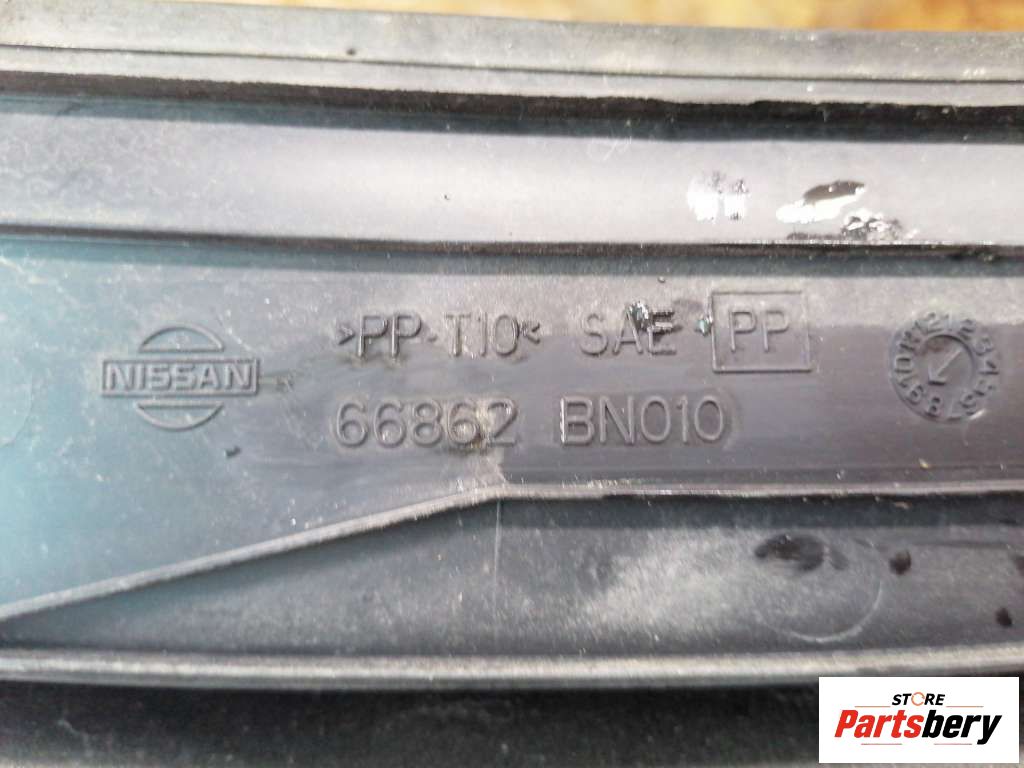 NISSAN
>PP-T10< SAE PP
66862 BN010
STORE
Partsbery